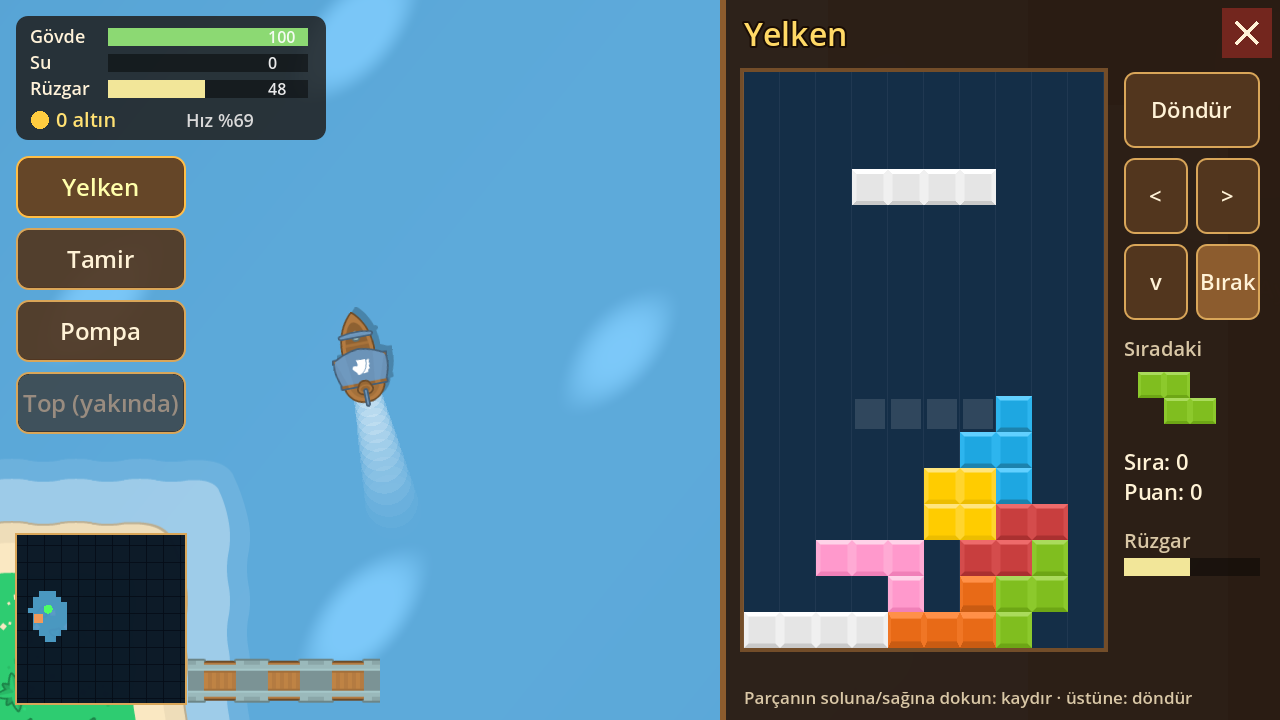 Gövde 100
Su 0
Rüzgar 48
0 altın Hız %69
Yelken
Tamir
Pompa
Top (yakında)
Yelken
Döndür
< >
v Bırak
Sıradaki
Sıra: 0
Puan: 0
Rüzgar
Parçanın soluna/sağına dokun: kaydır · üstüne: döndür